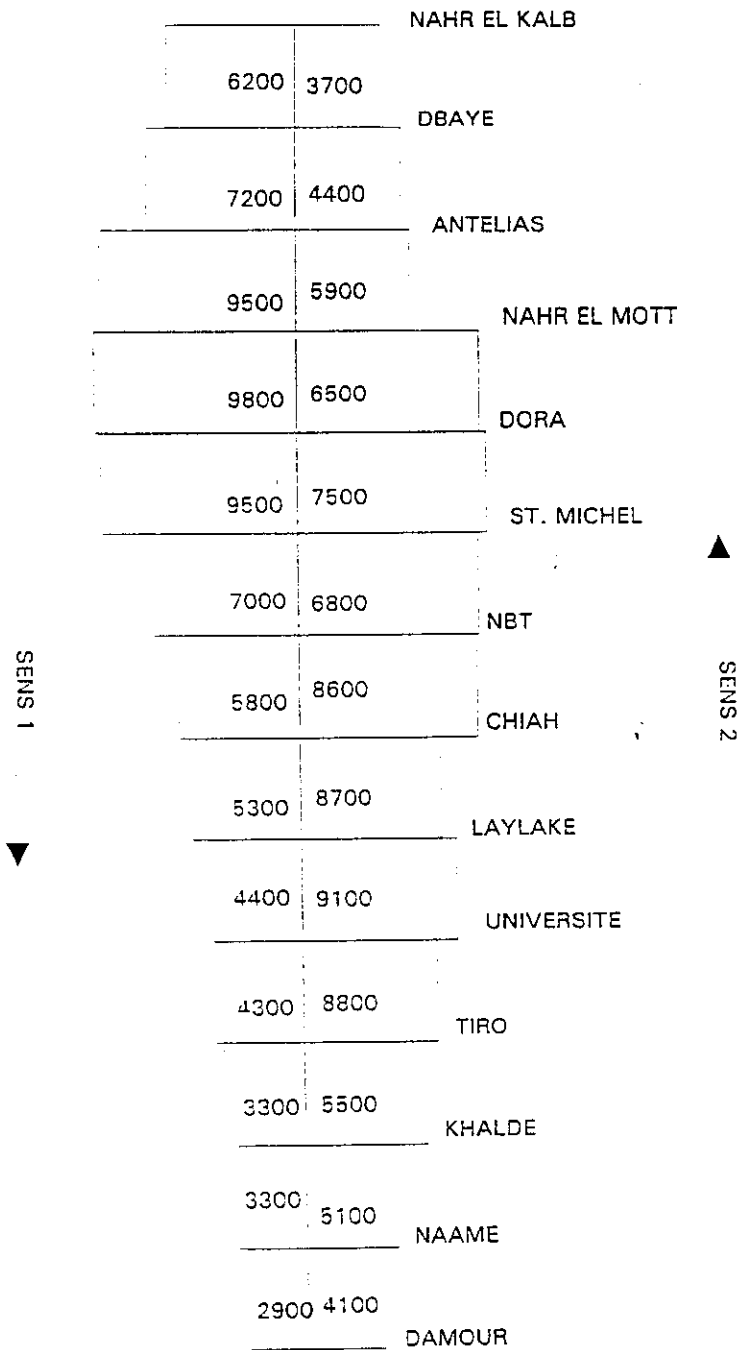 NAHR EL KALB
6200 3700
DBAYE
7200 4400
ANTELIAS
9500 5900
NAHR EL MOTT
9800 6500
DORA
9500 7500
ST. MICHEL
7000 6800
NBT
5800 8600
CHIAH
5300 8700
LAYLAKE
4400 9100
UNIVERSITE
4300 8800
TIRO
3300 5500
KHALDE
3300 5100
NAAME
2900 4100
DAMOUR
SENS 1
SENS 2